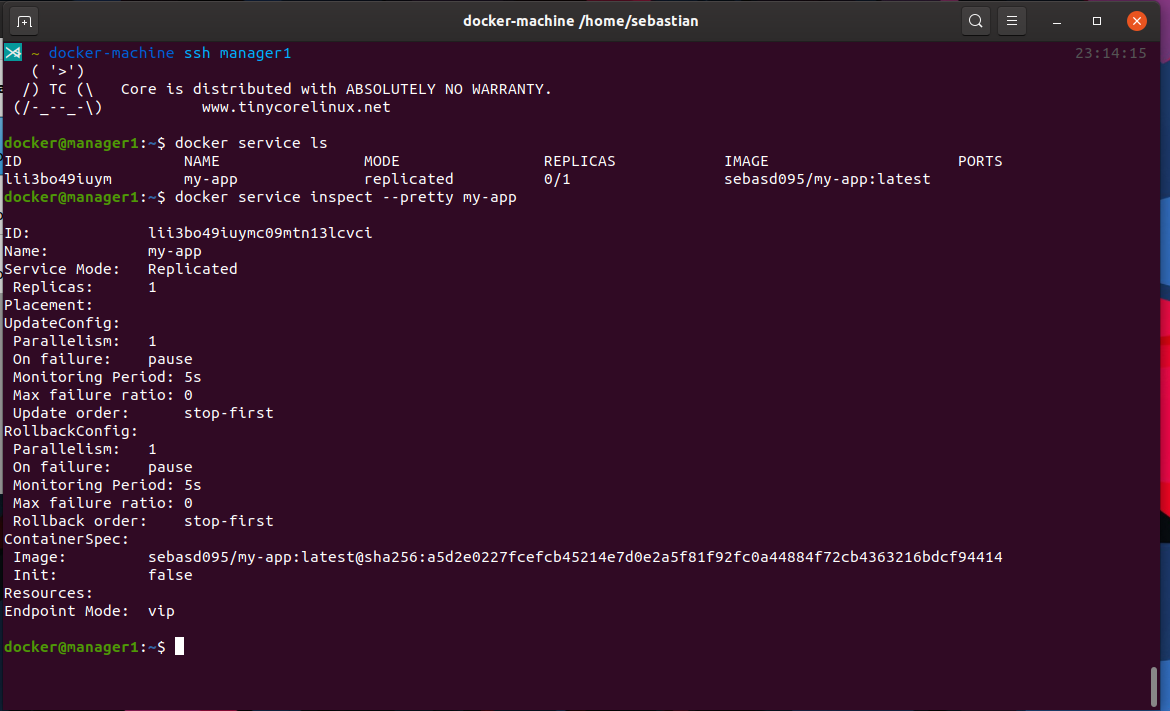 docker-machine /home/sebastian
~ docker-machine ssh manager1 23:14:15
( '>')
/) TC (\   Core is distributed with ABSOLUTELY NO WARRANTY.
(/-_--_-\)           www.tinycorelinux.net
docker@manager1:~$ docker service ls
ID                  NAME                MODE                REPLICAS            IMAGE                     PORTS
lii3bo49iuym        my-app              replicated          0/1                 sebasd095/my-app:latest
docker@manager1:~$ docker service inspect --pretty my-app
ID:             lii3bo49iuymc09mtn13lcvci
Name:           my-app
Service Mode:   Replicated
Replicas:      1
Placement:
UpdateConfig:
Parallelism:   1
On failure:    pause
Monitoring Period: 5s
Max failure ratio: 0
Update order:      stop-first
RollbackConfig:
Parallelism:   1
On failure:    pause
Monitoring Period: 5s
Max failure ratio: 0
Rollback order:    stop-first
ContainerSpec:
Image:         sebasd095/my-app:latest@sha256:a5d2e0227fcefcb45214e7d0e2a5f81f92fc0a44884f72cb4363216bdcf94414
Init:          false
Resources:
Endpoint Mode:  vip
docker@manager1:~$